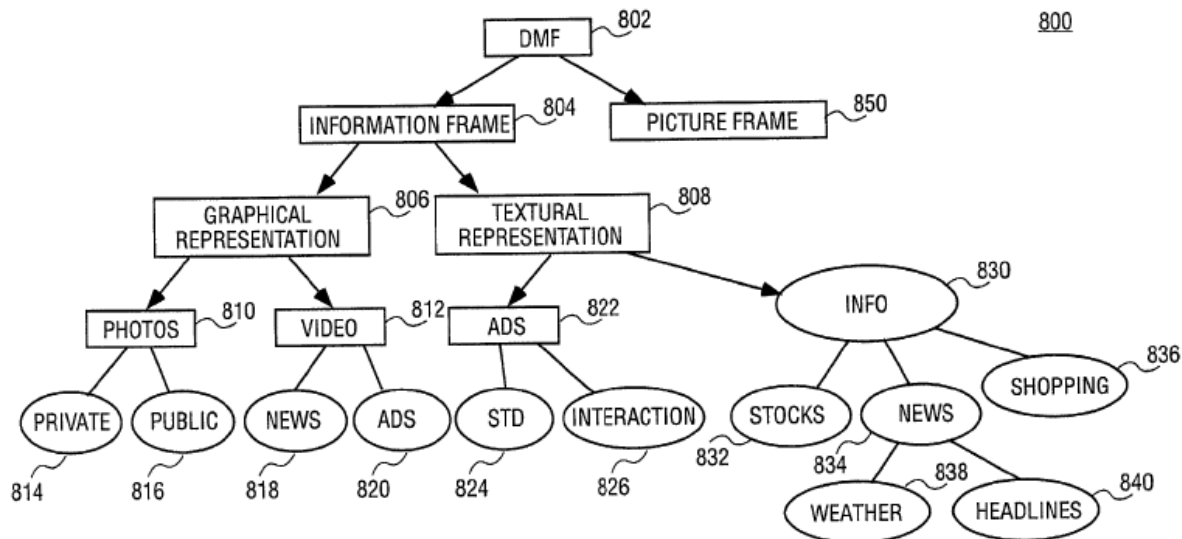 802
800
DMF
804
850
INFORMATION FRAME
PICTURE FRAME
806
808
GRAPHICAL
REPRESENTATION
TEXTURAL
REPRESENTATION
830
INFO
810
812
822
PHOTOS
VIDEO
ADS
836
SHOPPING
PRIVATE
PUBLIC
NEWS
ADS
STD
INTERACTION
STOCKS
NEWS
832
834
814
816
818
820
824
826
838
840
WEATHER
HEADLINES